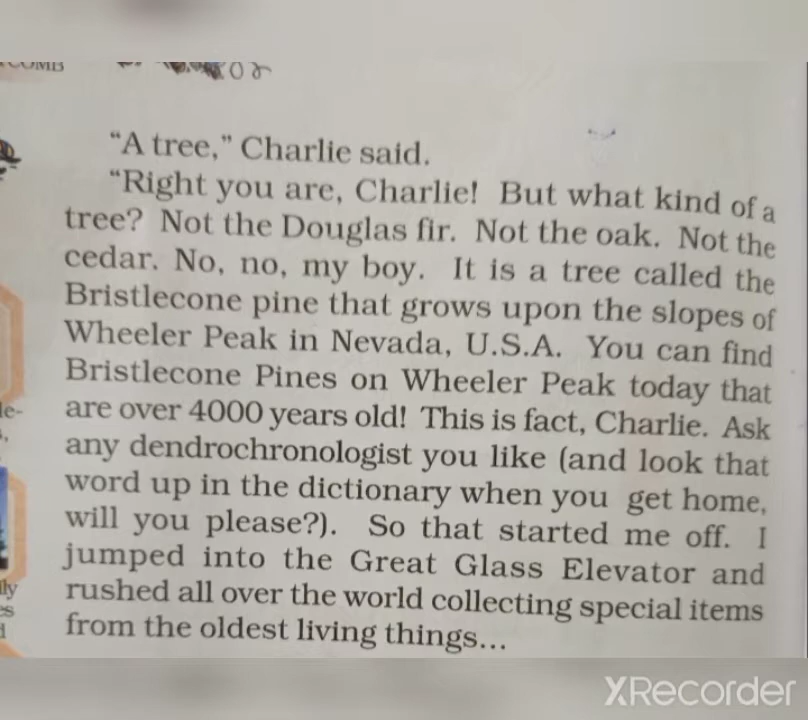 “A tree,” Charlie said.
“Right you are, Charlie! But what kind of a
tree? Not the Douglas fir. Not the oak. Not the
cedar. No, no, my boy. It is a tree called the
Bristlecone pine that grows upon the slopes of
Wheeler Peak in Nevada, U.S.A. You can find
Bristlecone Pines on Wheeler Peak today that
are over 4000 years old! This is fact, Charlie. Ask
any dendrochronologist you like (and look that
word up in the dictionary when you get home,
will you please?). So that started me off. I
jumped into the Great Glass Elevator and
rushed all over the world collecting special items
from the oldest living things...
XRecorder